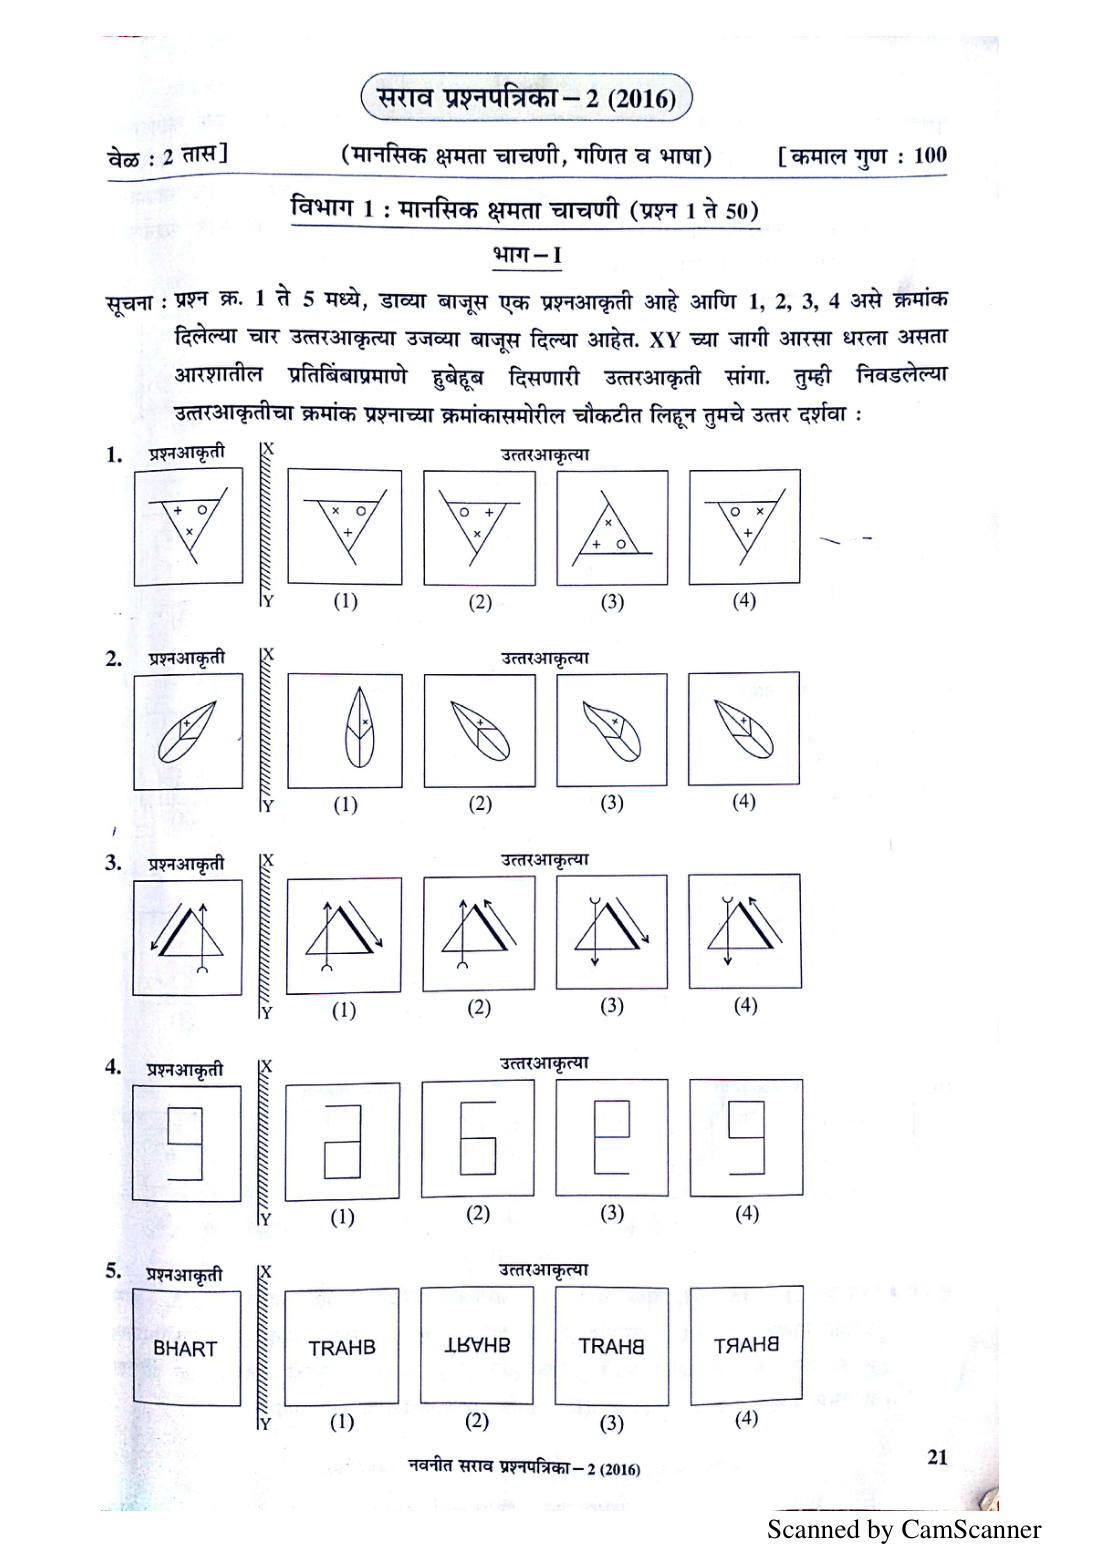 सराव प्रश्नपत्रिका – 2 (2016)
वेळ : 2 तास] (मानसिक क्षमता चाचणी, गणित व भाषा) [कमाल गुण : 100
विभाग 1 : मानसिक क्षमता चाचणी (प्रश्न 1 ते 50)
भाग – I
सूचना : प्रश्न क्र. 1 ते 5 मध्ये, डाव्या बाजूस एक प्रश्नआकृती आहे आणि 1, 2, 3, 4 असे क्रमांक
दिलेल्या चार उत्तरआकृत्या उजव्या बाजूस दिल्या आहेत. XY च्या जागी आरसा धरला असता
आरशातील प्रतिबिंबाप्रमाणे हुबेहूब दिसणारी उत्तरआकृती सांगा. तुम्ही निवडलेल्या
उत्तरआकृतीचा क्रमांक प्रश्नाच्या क्रमांकासमोरील चौकटीत लिहून तुमचे उत्तर दर्शवा :
1. प्रश्नआकृती X उत्तरआकृत्या
Y (1) (2) (3) (4)
2. प्रश्नआकृती X उत्तरआकृत्या
Y (1) (2) (3) (4)
3. प्रश्नआकृती X उत्तरआकृत्या
Y (1) (2) (3) (4)
4. प्रश्नआकृती X उत्तरआकृत्या
Y (1) (2) (3) (4)
5. प्रश्नआकृती X उत्तरआकृत्या
BHART TRAHB TRAHB TRAHB TRAHB
Y (1) (2) (3) (4)
नवनीत सराव प्रश्नपत्रिका – 2 (2016) 21
Scanned by CamScanner